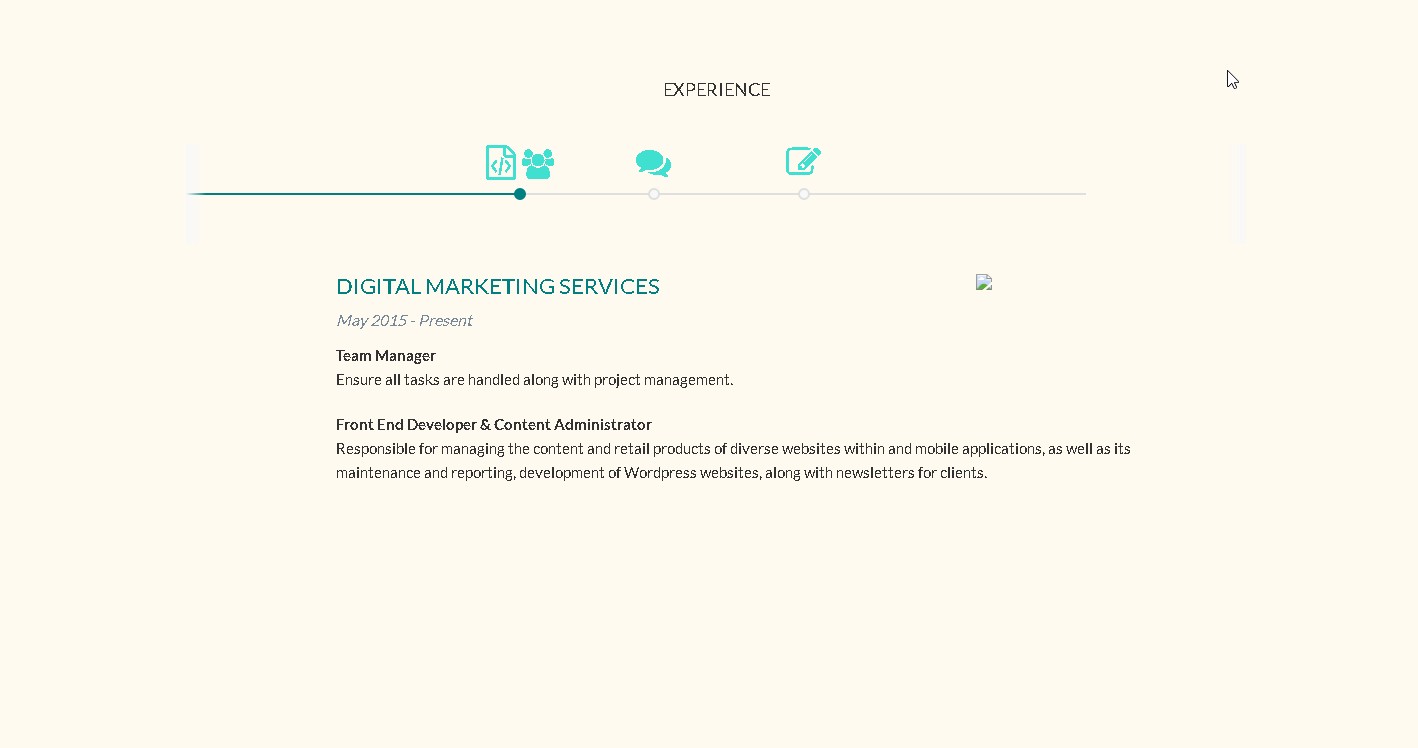 EXPERIENCE
DIGITAL MARKETING SERVICES
May 2015 - Present
Team Manager
Ensure all tasks are handled along with project management.
Front End Developer & Content Administrator
Responsible for managing the content and retail products of diverse websites within and mobile applications, as well as its
maintenance and reporting, development of Wordpress websites, along with newsletters for clients.